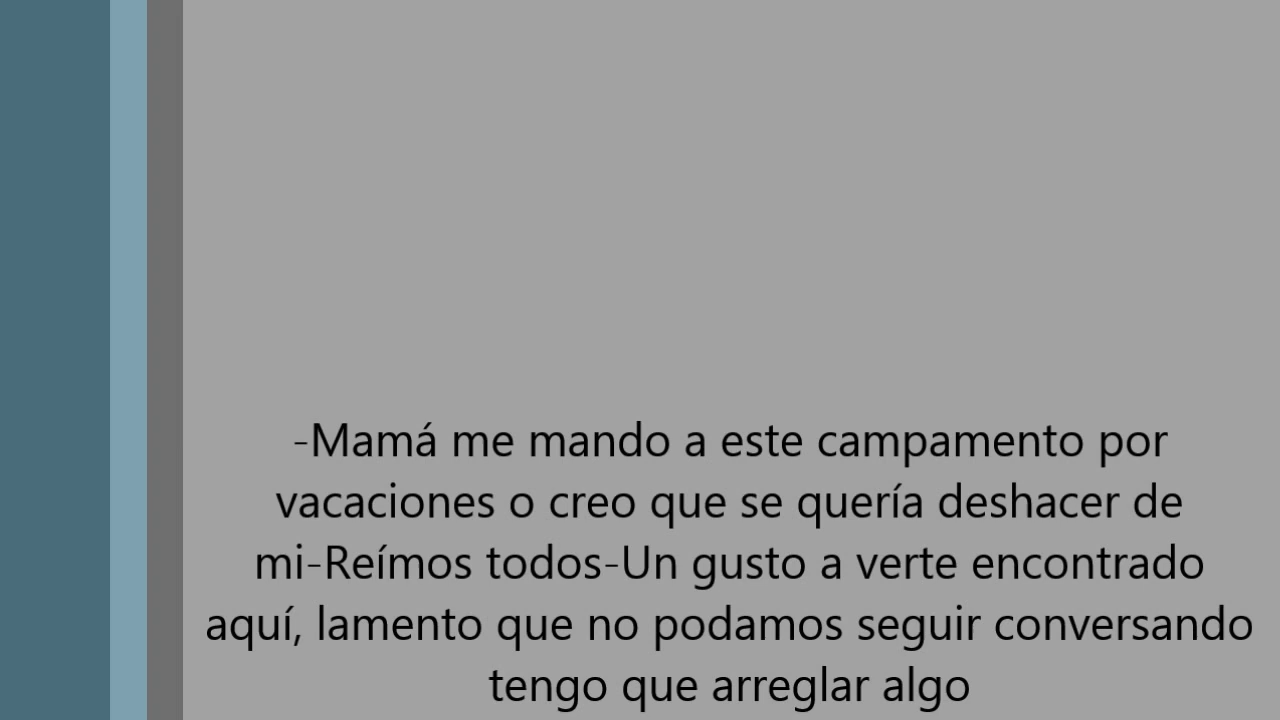 -Mamá me mando a este campamento por
vacaciones o creo que se quería deshacer de
mi-Reímos todos-Un gusto a verte encontrado
aquí, lamento que no podamos seguir conversando
tengo que arreglar algo